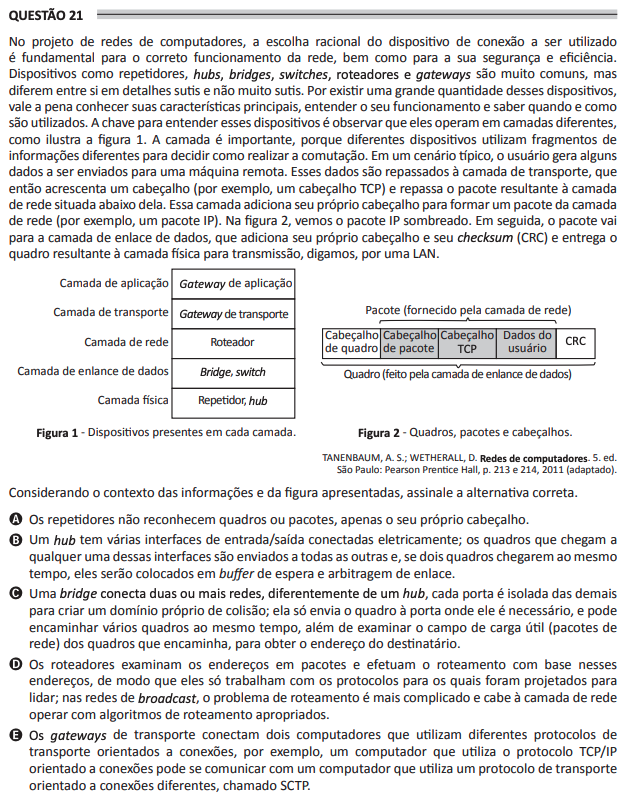 QUESTÃO 21
No projeto de redes de computadores, a escolha racional do dispositivo de conexão a ser utilizado
é fundamental para o correto funcionamento da rede, bem como para a sua segurança e eficiência.
Dispositivos como repetidores, hubs, bridges, switches, roteadores e gateways são muito comuns, mas
diferem entre si em detalhes sutis e não muito sutis. Por existir uma grande quantidade desses dispositivos,
vale a pena conhecer suas características principais, entender o seu funcionamento e saber quando e como
são utilizados. A chave para entender esses dispositivos é observar que eles operam em camadas diferentes,
como ilustra a figura 1. A camada é importante, porque diferentes dispositivos utilizam fragmentos de
informações diferentes para decidir como realizar a comutação. Em um cenário típico, o usuário gera alguns
dados a ser enviados para uma máquina remota. Esses dados são repassados à camada de transporte, que
então acrescenta um cabeçalho (por exemplo, um cabeçalho TCP) e repassa o pacote resultante à camada
de rede situada abaixo dela. Essa camada adiciona seu próprio cabeçalho para formar um pacote da camada
de rede (por exemplo, um pacote IP). Na figura 2, vemos o pacote IP sombreado. Em seguida, o pacote vai
para a camada de enlace de dados, que adiciona seu próprio cabeçalho e seu checksum (CRC) e entrega o
quadro resultante à camada física para transmissão, digamos, por uma LAN.
Camada de aplicação Gateway de aplicação
Camada de transporte Gateway de transporte
Camada de rede Roteador
Camada de enlance de dados Bridge, switch
Camada física Repetidor, hub
Figura 1 - Dispositivos presentes em cada camada.
Pacote (fornecido pela camada de rede)
Cabeçalho Cabeçalho Cabeçalho Dados do CRC
de quadro de pacote TCP usuário
Quadro (feito pela camada de enlance de dados)
Figura 2 - Quadros, pacotes e cabeçalhos.
TANENBAUM, A. S.; WETHERALL, D. Redes de computadores. 5. ed.
São Paulo: Pearson Prentice Hall, p. 213 e 214, 2011 (adaptado).
Considerando o contexto das informações e da figura apresentadas, assinale a alternativa correta.
A Os repetidores não reconhecem quadros ou pacotes, apenas o seu próprio cabeçalho.
B Um hub tem várias interfaces de entrada/saída conectadas eletricamente; os quadros que chegam a
qualquer uma dessas interfaces são enviados a todas as outras e, se dois quadros chegarem ao mesmo
tempo, eles serão colocados em buffer de espera e arbitragem de enlace.
C Uma bridge conecta duas ou mais redes, diferentemente de um hub, cada porta é isolada das demais
para criar um domínio próprio de colisão; ela só envia o quadro à porta onde ele é necessário, e pode
encaminhar vários quadros ao mesmo tempo, além de examinar o campo de carga útil (pacotes de
rede) dos quadros que encaminha, para obter o endereço do destinatário.
D Os roteadores examinam os endereços em pacotes e efetuam o roteamento com base nesses
endereços, de modo que eles só trabalham com os protocolos para os quais foram projetados para
lidar; nas redes de broadcast, o problema de roteamento é mais complicado e cabe à camada de rede
operar com algoritmos de roteamento apropriados.
E Os gateways de transporte conectam dois computadores que utilizam diferentes protocolos de
transporte orientados a conexões, por exemplo, um computador que utiliza o protocolo TCP/IP
orientado a conexões pode se comunicar com um computador que utiliza um protocolo de transporte
orientado a conexões diferentes, chamado SCTP.